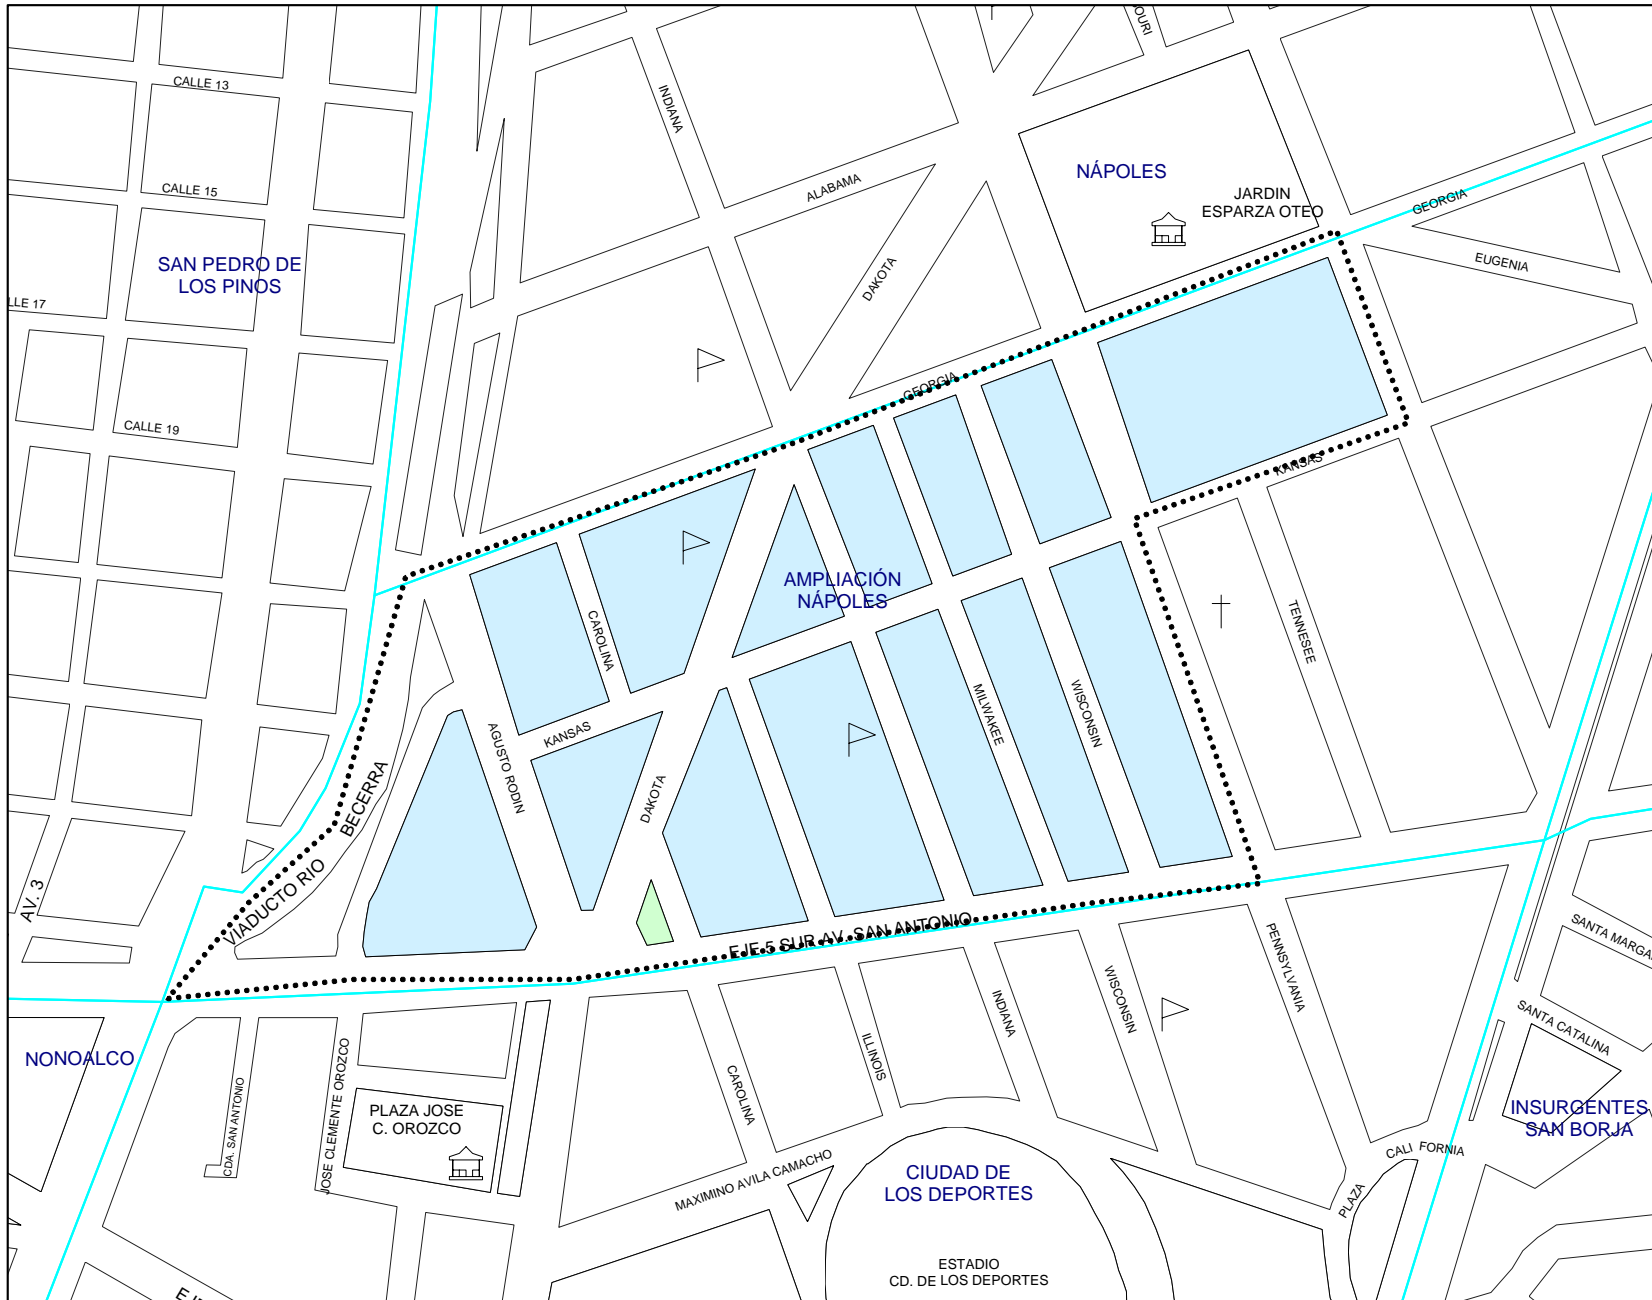 OURI
CALLE 13
INDIANA
CALLE 15
ALABAMA
NÁPOLES
JARDIN
ESPARZA OTEO
GEORGIA
EUGENIA
SAN PEDRO DE
LOS PINOS
LLE 17
DAKOTA
GEORGIA
CALLE 19
KANSAS
AMPLIACIÓN
NÁPOLES
CAROLINA
TENNESEE
AGUSTO RODIN
KANSAS
MILWAKEE
WISCONSIN
DAKOTA
VIADUCTO RIO BECERRA
AV. 3
EJE 5 SUR AV. SAN ANTONIO
PENNSYLVANIA
SANTA MARGA
SANTA CATALINA
WISCONSIN
INDIANA
ILLINOIS
CAROLINA
NONOALCO
CDA. SAN ANTONIO
JOSE CLEMENTE OROZCO
PLAZA JOSE
C. OROZCO
INSURGENTES
SAN BORJA
CALI FORNIA
PLAZA
MAXIMINO AVILA CAMACHO
CIUDAD DE
LOS DEPORTES
ESTADIO
CD. DE LOS DEPORTES